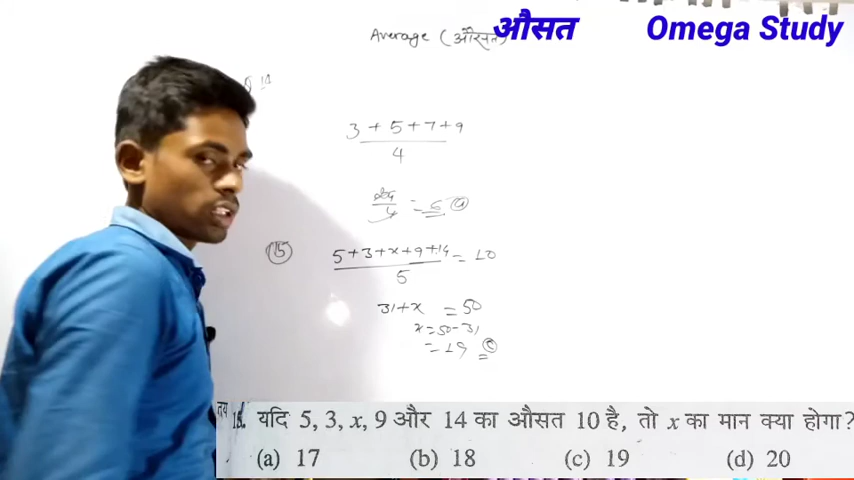 औसत Omega Study
Average (औसत)
3 + 5 + 7 + 9
4
= 6
15
5 + 3 + x + 9 + 14 = 10
5
31 + x = 50
x = 50 - 31
= 19 (c)
15. यदि 5, 3, x, 9 और 14 का औसत 10 है, तो x का मान क्या होगा?
(a) 17 (b) 18 (c) 19 (d) 20